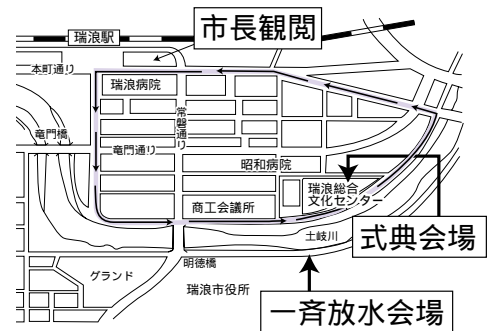 市長観閲
瑞浪駅
本町通り
瑞浪病院
常盤通り
竜門橋
竜門通り
昭和病院
瑞浪総合
文化センター
商工会議所
式典会場
土岐川
明徳橋
グランド
瑞浪市役所
一斉放水会場